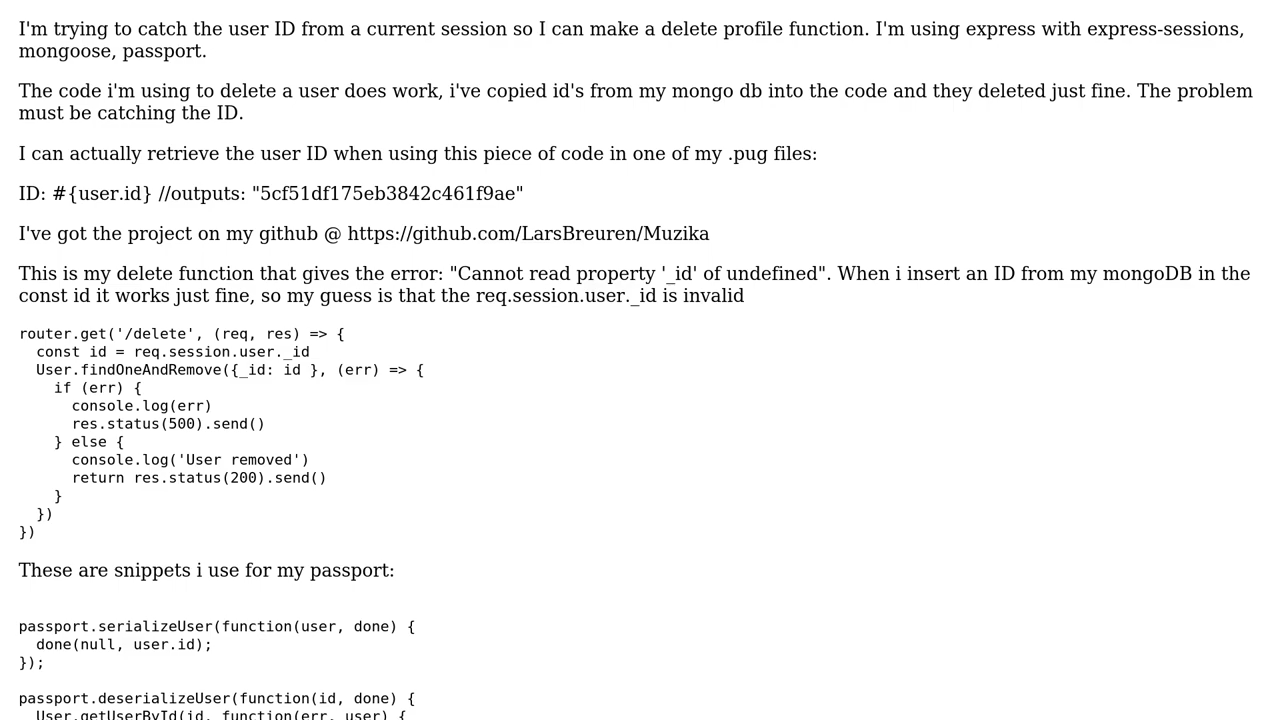 I'm trying to catch the user ID from a current session so I can make a delete profile function. I'm using express with express-sessions,
mongoose, passport.
The code i'm using to delete a user does work, i've copied id's from my mongo db into the code and they deleted just fine. The problem
must be catching the ID.
I can actually retrieve the user ID when using this piece of code in one of my .pug files:
ID: #{user.id} //outputs: "5cf51df175eb3842c461f9ae"
I've got the project on my github @ https://github.com/LarsBreuren/Muzika
This is my delete function that gives the error: "Cannot read property '_id' of undefined". When i insert an ID from my mongoDB in the
const id it works just fine, so my guess is that the req.session.user._id is invalid
router.get('/delete', (req, res) => {
  const id = req.session.user._id
  User.findOneAndRemove({_id: id }, (err) => {
    if (err) {
      console.log(err)
      res.status(500).send()
    } else {
      console.log('User removed')
      return res.status(200).send()
    }
  })
})
These are snippets i use for my passport:
passport.serializeUser(function(user, done) {
  done(null, user.id);
});
passport.deserializeUser(function(id, done) {
  User.getUserById(id, function(err, user) {